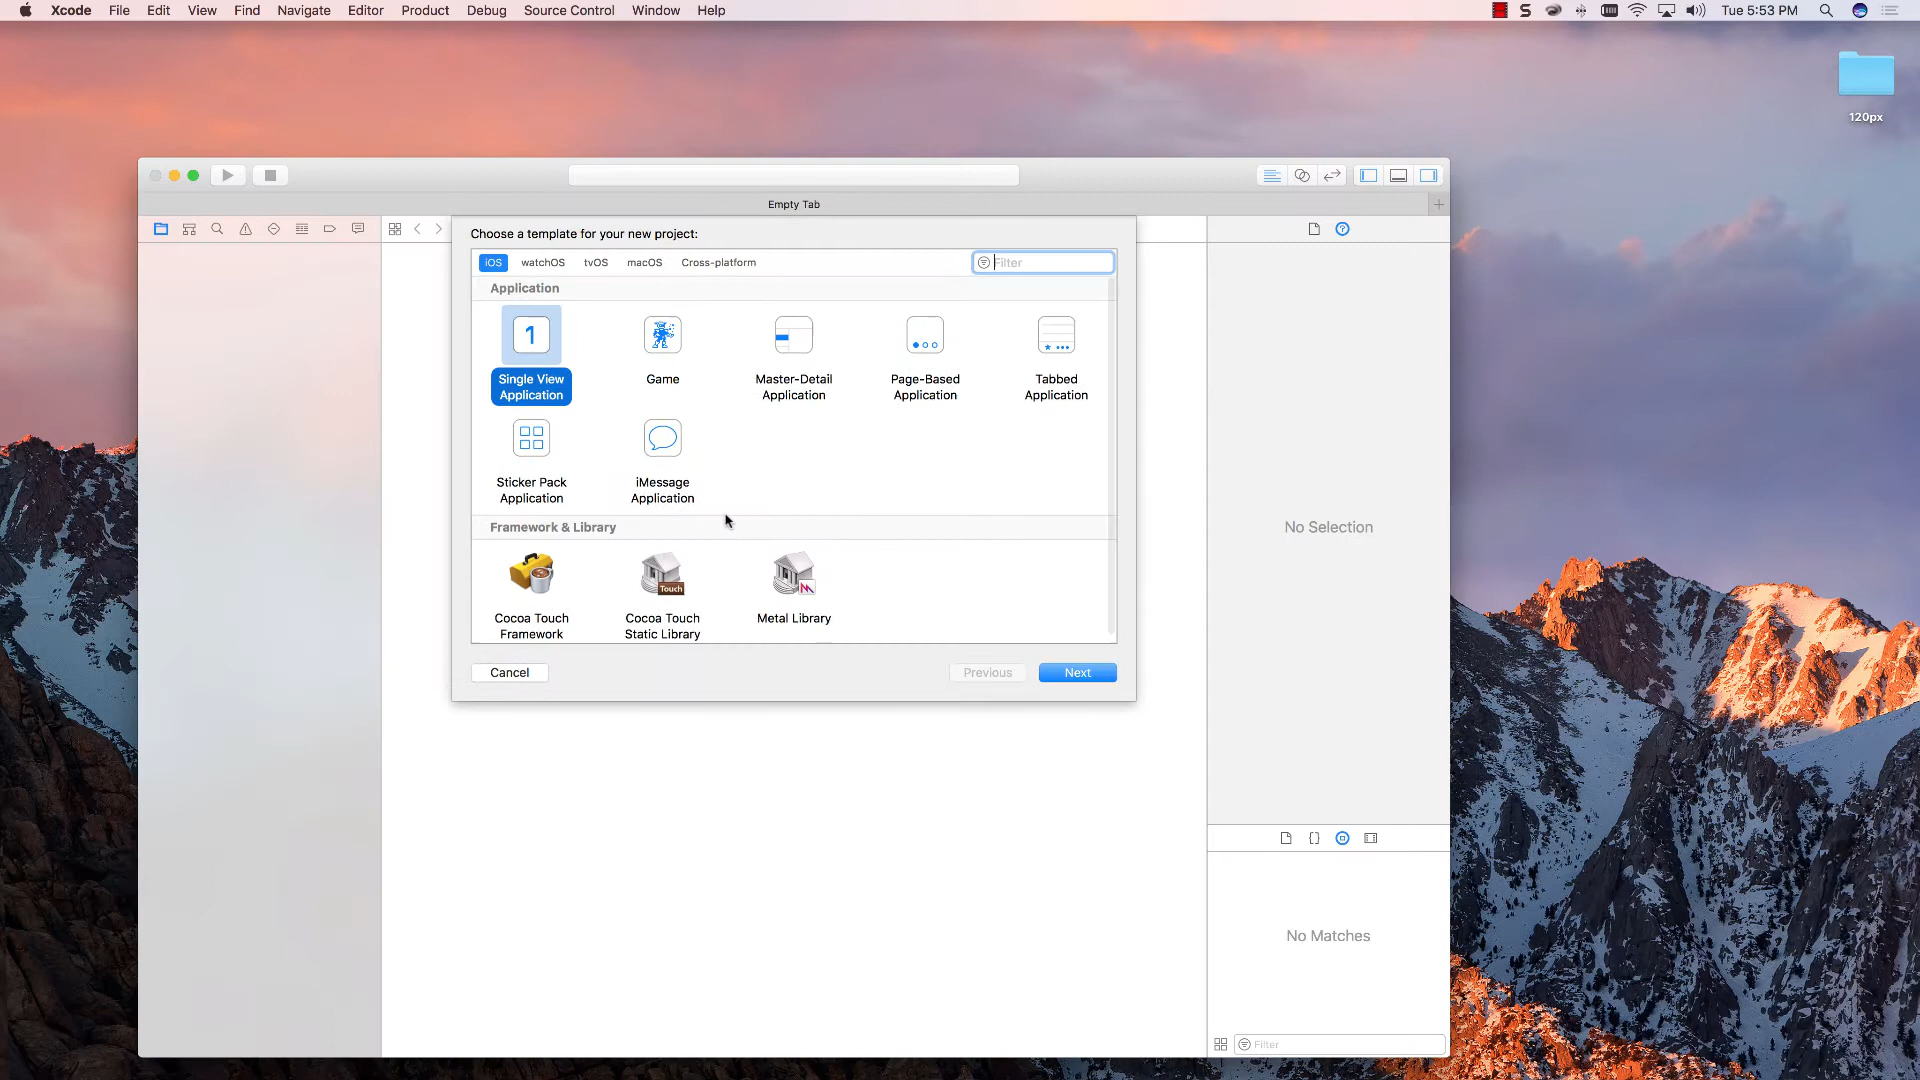 Xcode File Edit View Find Navigate Editor Product Debug Source Control Window Help
S
Tue 5:53 PM
120px
Empty Tab
Choose a template for your new project:
iOS watchOS tvOS macOS Cross-platform
Filter
Application
1
Single View
Application
Game
Master-Detail
Application
Page-Based
Application
Tabbed
Application
Sticker Pack
Application
iMessage
Application
Framework & Library
Cocoa Touch
Framework
Touch
Cocoa Touch
Static Library
Metal Library
Cancel
Previous
Next
No Selection
{}
No Matches
Filter